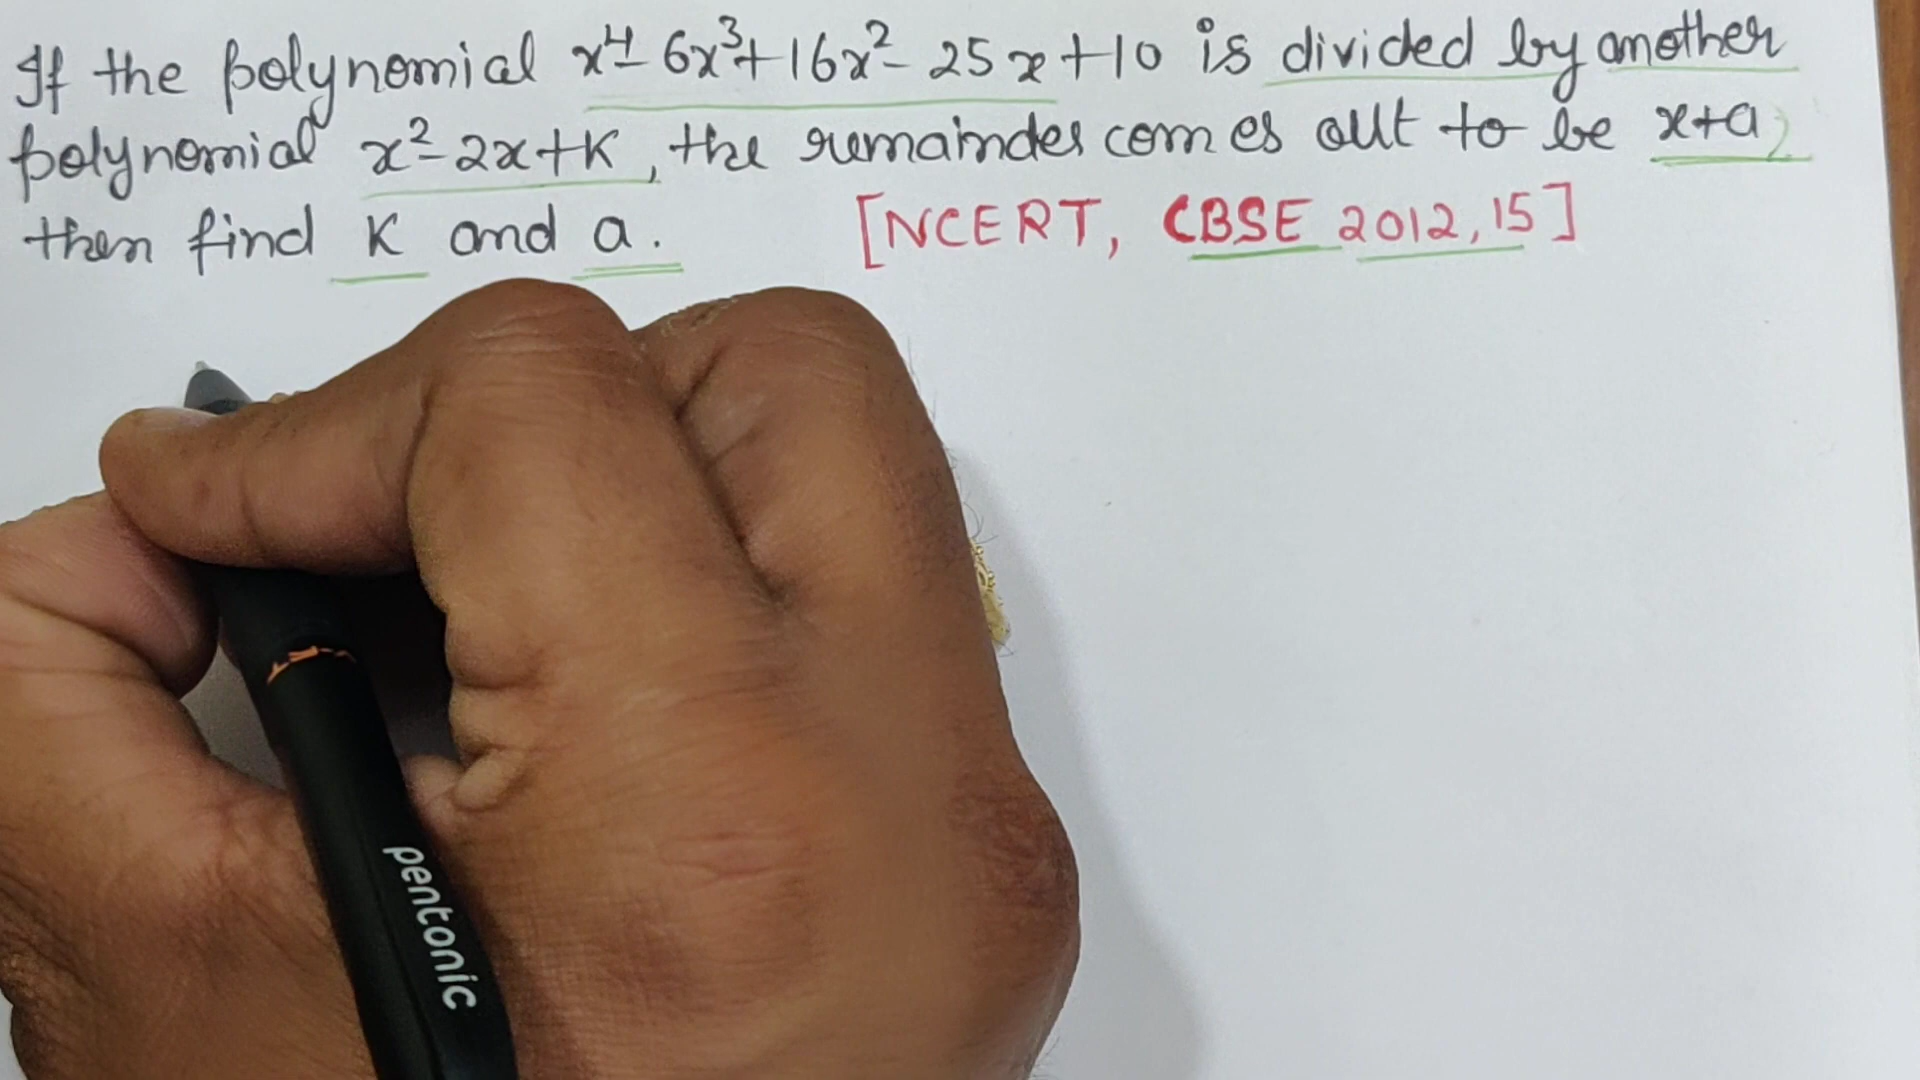 If the polynomial x⁴- 6x³+16x²- 25x+10 is divided by another
polynomial x²-2x+K, the remainder comes out to be x+a,
then find K and a. [NCERT, CBSE 2012,15]
pentonic